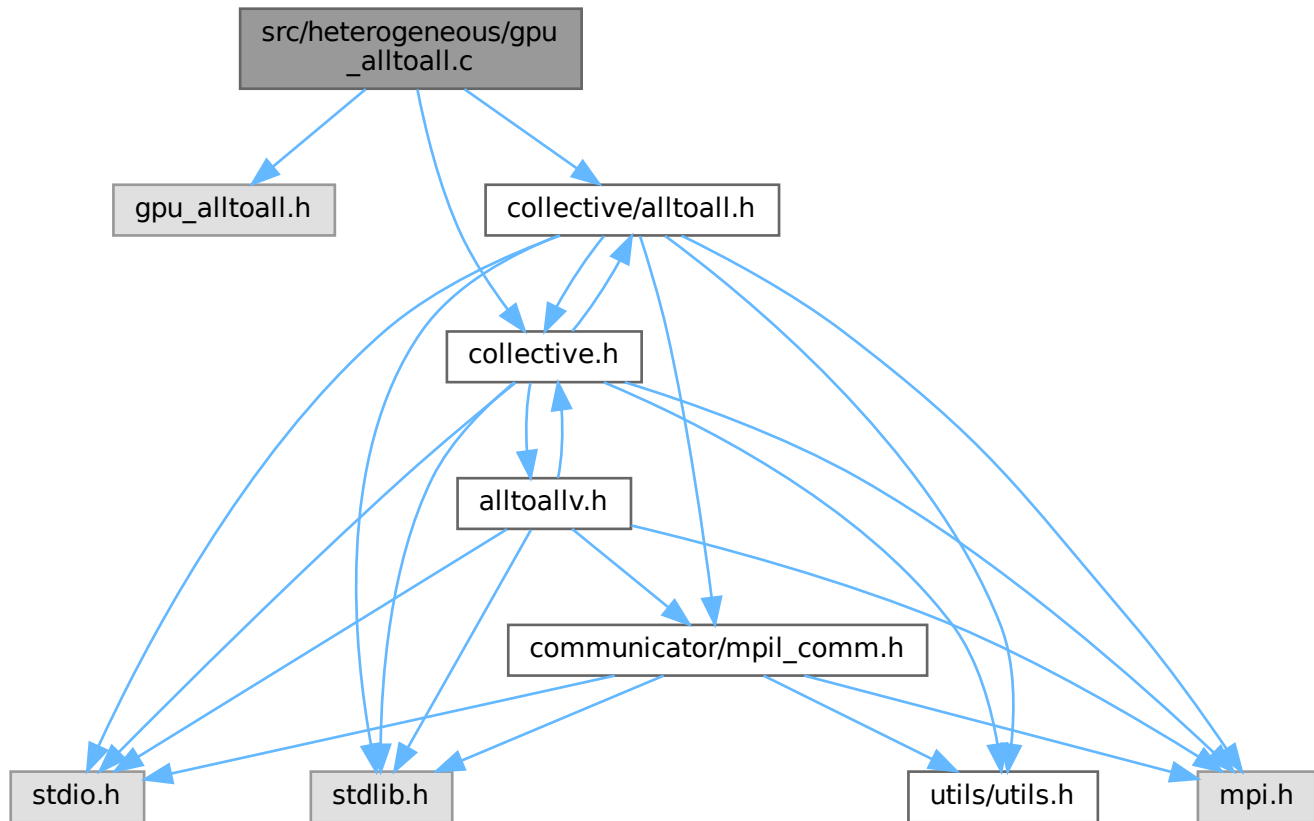 src/heterogeneous/gpu
_alltoall.c
gpu_alltoall.h
collective/alltoall.h
collective.h
alltoallv.h
communicator/mpil_comm.h
stdio.h
stdlib.h
utils/utils.h
mpi.h